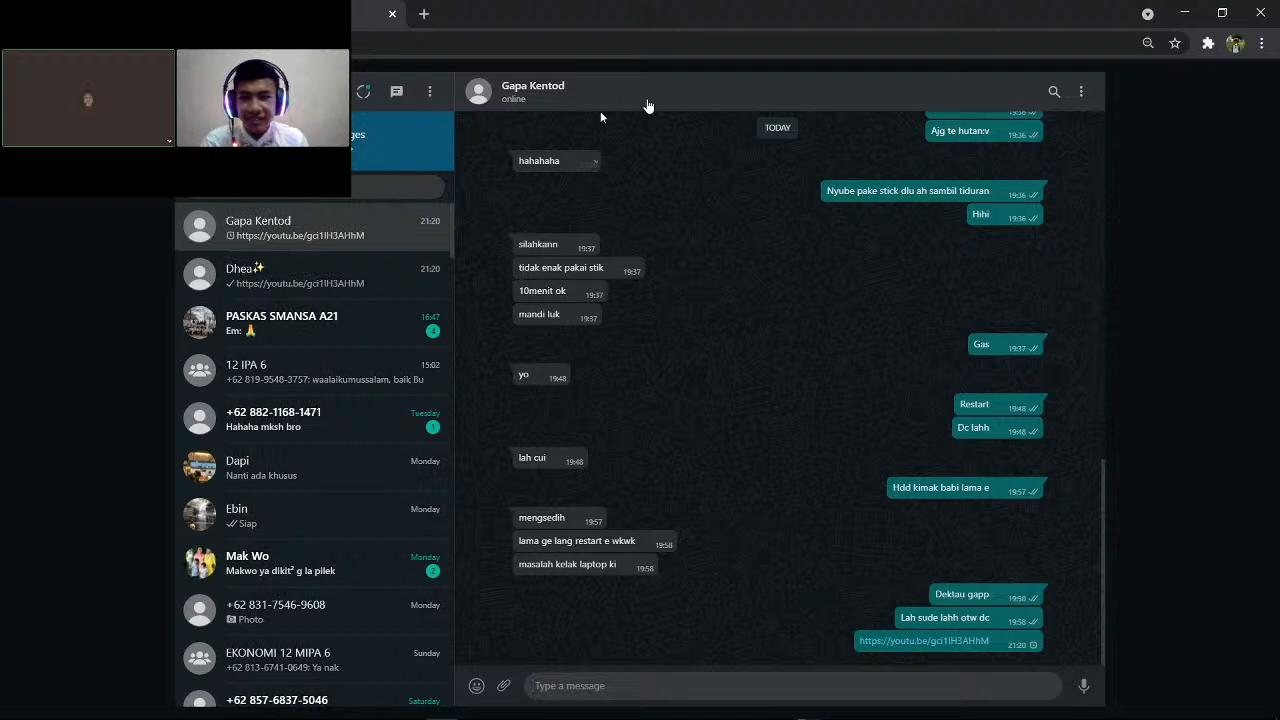 ges
Gapa Kentod
21:20
https://youtu.be/gci1lH3AHhM
Dhea✨
21:20
https://youtu.be/gci1lH3AHhM
PASKAS SMANSA A21
16:47
Em: 🙏
4
12 IPA 6
15:02
+62 819-9548-3757: waalaikumussalam, baik Bu
+62 882-1168-1471
Tuesday
Hahaha mksh bro
1
Dapi
Monday
Nanti ada khusus
Ebin
Monday
Siap
Mak Wo
Monday
Makwo ya dikit² g la pilek
2
+62 831-7546-9608
Monday
Photo
EKONOMI 12 MIPA 6
Sunday
+62 813-6741-0649: Ya nak
+62 857-6837-5046
Saturday
Gapa Kentod
online
19:36
Ajg te hutan:v 19:36
TODAY
hahahaha
Nyube pake stick dlu ah sambil tiduran 19:36
Hihi 19:36
silahkann 19:37
tidak enak pakai stik 19:37
10menit ok 19:37
mandi luk 19:37
Gas 19:37
yo 19:48
Restart 19:48
Dc lahh 19:48
lah cui 19:48
Hdd kimak babi lama e 19:57
mengsedih 19:57
lama ge lang restart e wkwk 19:58
masalah kelak laptop ki 19:58
Dektau gapp 19:58
Lah sude lahh otw dc 19:58
https://youtu.be/gci1lH3AHhM 21:20
Type a message